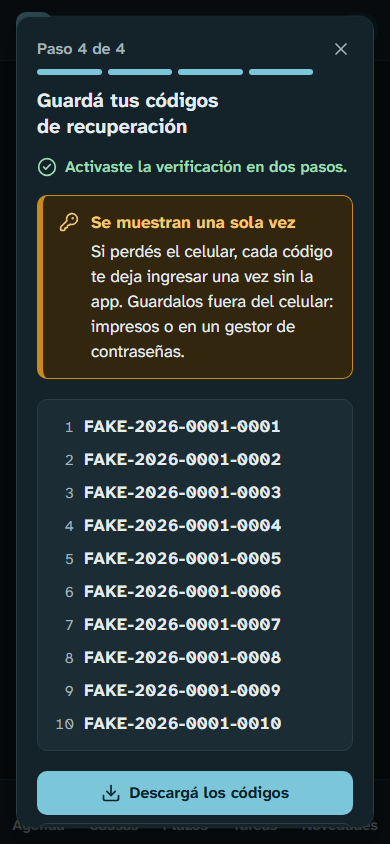 Paso 4 de 4
Guardá tus códigos
de recuperación
Activaste la verificación en dos pasos.
Se muestran una sola vez
Si perdés el celular, cada código
te deja ingresar una vez sin la
app. Guardalos fuera del celular:
impresos o en un gestor de
contraseñas.
1 FAKE-2026-0001-0001
2 FAKE-2026-0001-0002
3 FAKE-2026-0001-0003
4 FAKE-2026-0001-0004
5 FAKE-2026-0001-0005
6 FAKE-2026-0001-0006
7 FAKE-2026-0001-0007
8 FAKE-2026-0001-0008
9 FAKE-2026-0001-0009
10 FAKE-2026-0001-0010
Descargá los códigos
Agenda Causas Plazos Tareas Novedades